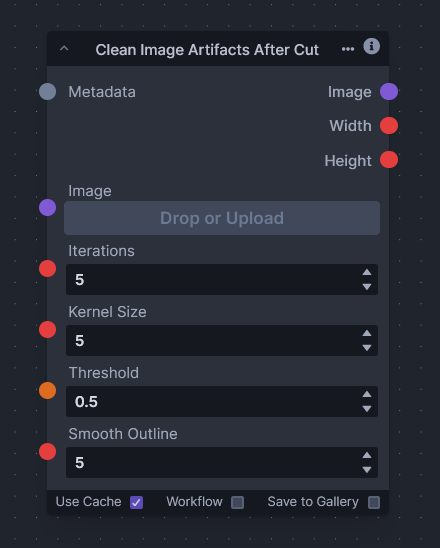 Clean Image Artifacts After Cut
Metadata
Image
Width
Height
Image
Drop or Upload
Iterations
5
Kernel Size
5
Threshold
0.5
Smooth Outline
5
Use Cache Workflow Save to Gallery